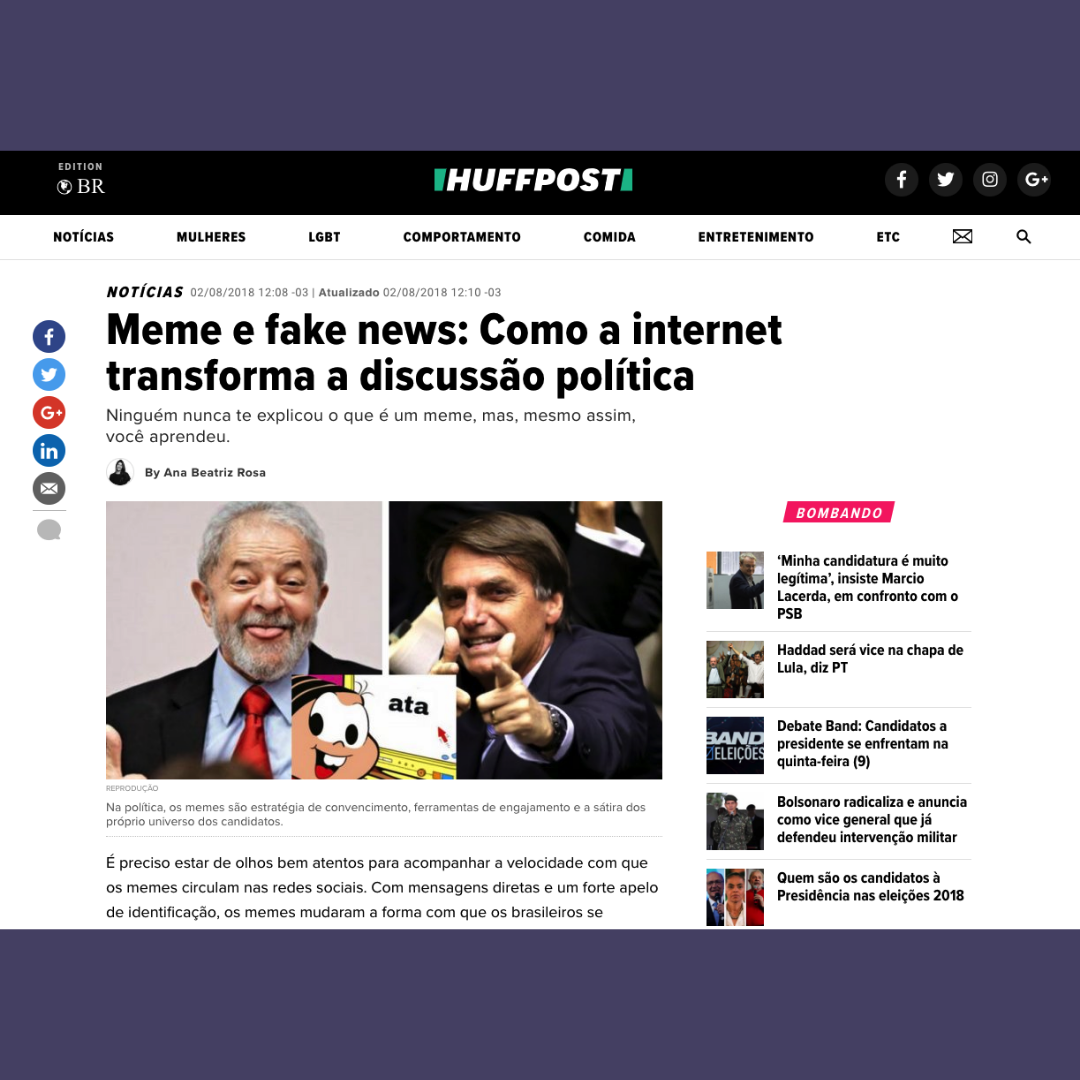 EDITION
BR
HUFFPOST
G+
NOTÍCIAS
MULHERES
LGBT
COMPORTAMENTO
COMIDA
ENTRETENIMENTO
ETC
NOTÍCIAS 02/08/2018 12:08 -03 | Atualizado 02/08/2018 12:10 -03
Meme e fake news: Como a internet
transforma a discussão política
Ninguém nunca te explicou o que é um meme, mas, mesmo assim,
você aprendeu.
By Ana Beatriz Rosa
G+
in
ata
REPRODUÇÃO
Na política, os memes são estratégia de convencimento, ferramentas de engajamento e a sátira dos
próprio universo dos candidatos.
É preciso estar de olhos bem atentos para acompanhar a velocidade com que
os memes circulam nas redes sociais. Com mensagens diretas e um forte apelo
de identificação, os memes mudaram a forma com que os brasileiros se
BOMBANDO
‘Minha candidatura é muito
legítima’, insiste Marcio
Lacerda, em confronto com o
PSB
Haddad será vice na chapa de
Lula, diz PT
BAND
ELEIÇÕES
Debate Band: Candidatos a
presidente se enfrentam na
quinta-feira (9)
Bolsonaro radicaliza e anuncia
como vice general que já
defendeu intervenção militar
Quem são os candidatos à
Presidência nas eleições 2018